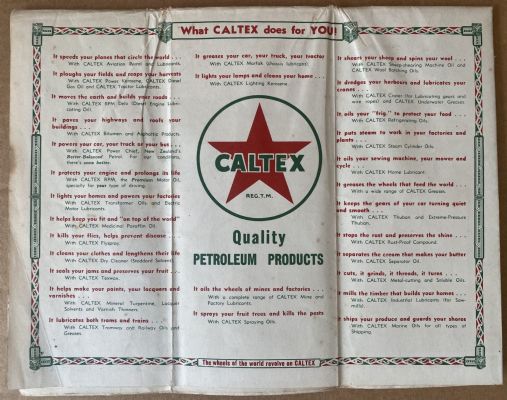 What CALTEX does for YOU!
It speeds your planes that circle the world . . .
With CALTEX Aviation Petrol and Lubricants.
It ploughs your fields and reaps your harvests
With CALTEX Power Kerosene, CALTEX Diesel
Gas Oil and CALTEX Tractor Lubricants.
It moves the earth and builds your roads . . .
With CALTEX RPM Delo (Diesel Engine Lubri-
cating Oil).
It paves your highways and roofs your
buildings . . .
With CALTEX Bitumen and Asphaltic Products.
It powers your car, your truck or your bus . . .
With CALTEX Power Chief, New Zealand's
Better-Balanced Petrol. For our conditions,
there's none better.
It protects your engine and prolongs its life
With CALTEX RPM, the Premium Motor Oil,
specially for your type of driving.
It lights your homes and powers your factories
With CALTEX Transformer Oils and Electric
Motor Lubricants.
It helps keep you fit and "on top of the world"
With CALTEX Medicinal Paraffin Oil.
It kills your flies, helps prevent disease . . .
With CALTEX Flyspray.
It cleans your clothes and lengthens their life
With CALTEX Dry Cleaner (Stoddard Solvent).
It seals your jams and preserves your fruit . . .
With CALTEX Texwax.
It helps make your paints, your lacquers and
varnishes . . .
With CALTEX Mineral Turpentine, Lacquer
Solvents and Varnish Thinners.
It lubricates both trams and trains . . .
With CALTEX Tramway and Railway Oils and
Greases.
It greases your car, your truck, your tractor
With CALTEX Marfak (chassis lubricant).
It lights your lamps and cleans your home . . .
With CALTEX Lighting Kerosene.
CALTEX
REG. T.M.
Quality
PETROLEUM PRODUCTS
It oils the wheels of mines and factories . . .
With a complete range of CALTEX Mine and
Factory Lubricants.
It sprays your fruit trees and kills the pests
With CALTEX Spraying Oils.
The wheels of the world revolve on CALTEX
It shears your sheep and spins your wool . . .
With CALTEX Sheep-shearing Machine Oil and
CALTEX Wool Batching Oils.
It dredges your harbours and lubricates your
cranes . . .
With CALTEX Crater (for Lubricating gears and
wire ropes) and CALTEX Underwater Grease.
It oils your "frig." to protect your food . . .
With CALTEX Refrigerating Oils.
It puts steam to work in your factories and
plants . . .
With CALTEX Steam Cylinder Oils.
It oils your sewing machine, your mower and
cycle . . .
With CALTEX Home Lubricant.
It greases the wheels that feed the world . . .
With a wide range of CALTEX Greases.
It keeps the gears of your car turning quiet
and smooth . . .
With CALTEX Thuban and Extreme-Pressure
Thuban.
It stops the rust and preserves the shine . . .
With CALTEX Rust-Proof Compound.
It separates the cream that makes your butter
With CALTEX Separator Oil.
It cuts, it grinds, it threads, it turns . . .
With CALTEX Metal-cutting and Soluble Oils.
It mills the timber that builds your homes . . .
With CALTEX Industrial Lubricants (for Saw-
mills).
It ships your produce and guards your shores
With CALTEX Marine Oils for all types of
Shipping.